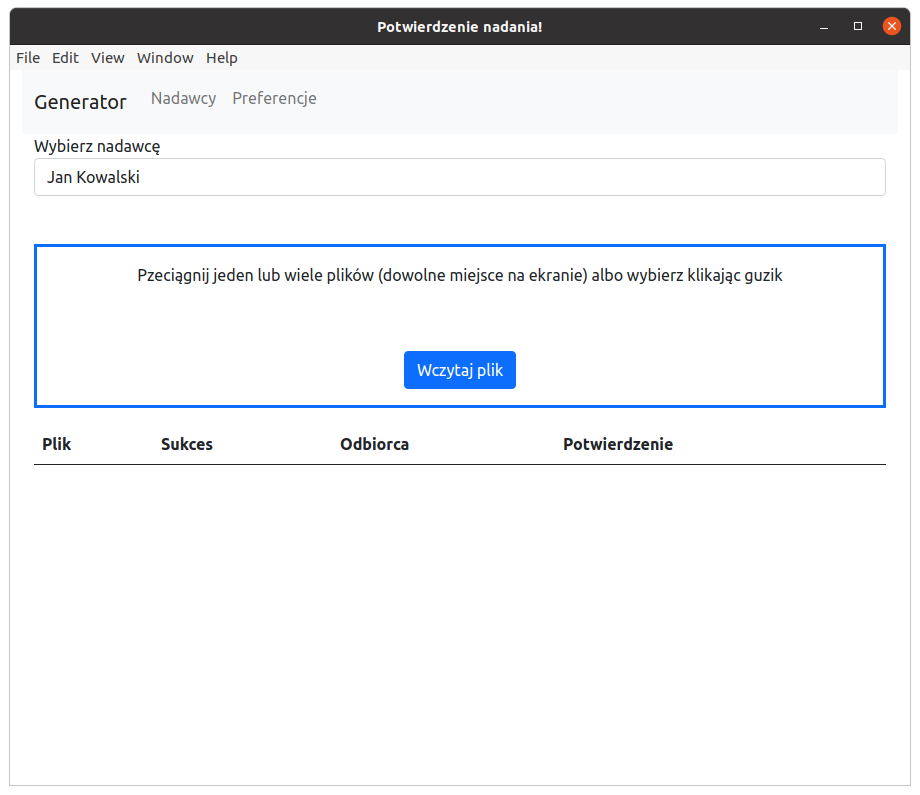 Potwierdzenie nadania!
File Edit View Window Help
Generator Nadawcy Preferencje
Wybierz nadawcę
Jan Kowalski
Pzeciągnij jeden lub wiele plików (dowolne miejsce na ekranie) albo wybierz klikając guzik
Wczytaj plik
Plik Sukces Odbiorca Potwierdzenie